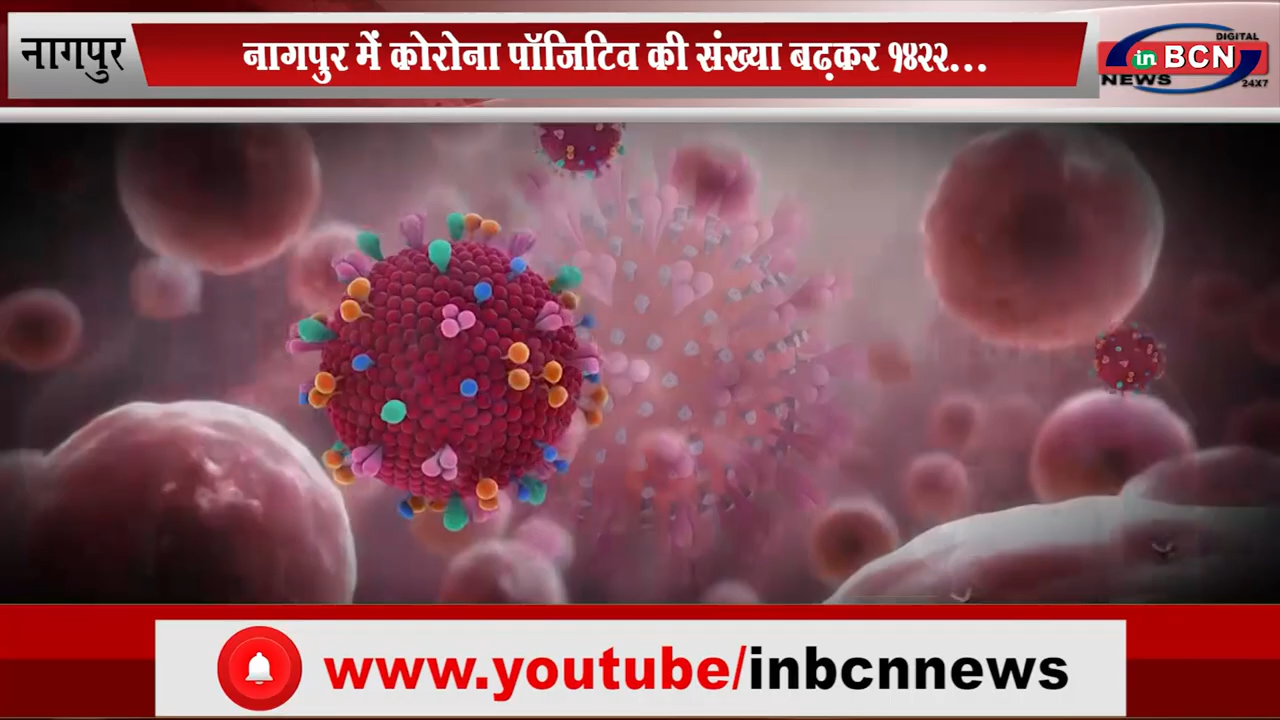 नागपुर
नागपुर में कोरोना पॉजिटिव की संख्या बढ़कर १४२२...
DIGITAL
in BCN
NEWS
24X7
www.youtube/inbcnnews